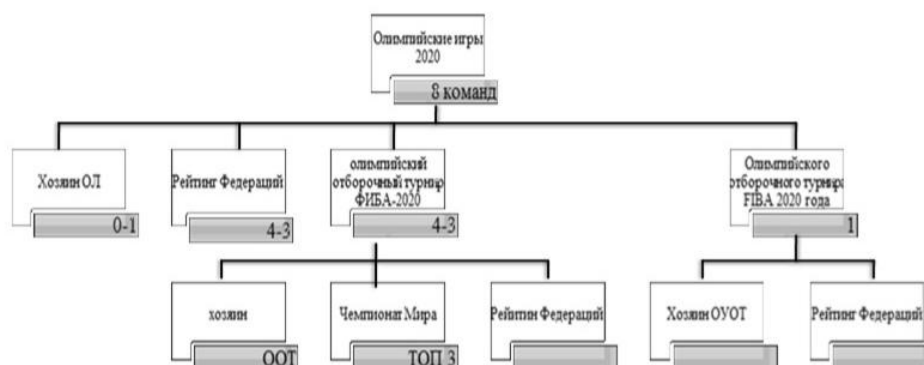 Олимпийские игры
2020
8 команд
Хозяин ОЛ
0-1
Рейтинг Федераций
4-3
олимпийский
отборочный турнир
ФИБА-2020
4-3
Олимпийского
отборочного турнира
FIBA 2020 года
1
хозяин
ООТ
Чемпионат Мира
ТОП 3
Рейитин Федераций
Хозяин ОУОТ
Рейтинг Федераций